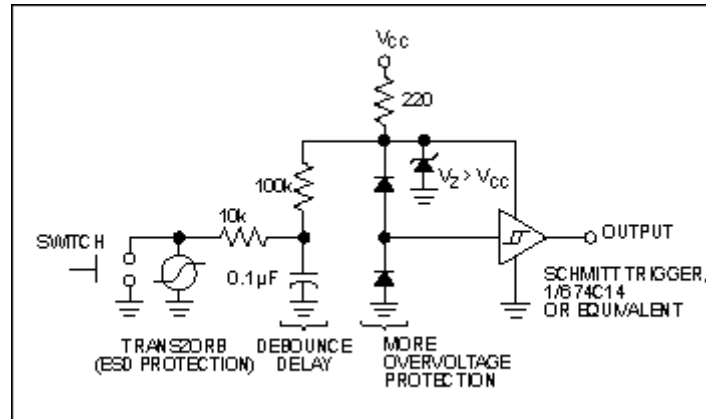 VCC
220
100k
VZ > VCC
10k
SWITCH
OUTPUT
0.1µF
SCHMITT TRIGGER,
1/6 74C14
OR EQUIVALENT
TRANSZORB
(ESD PROTECTION)
DEBOUNCE
DELAY
MORE
OVERVOLTAGE
PROTECTION